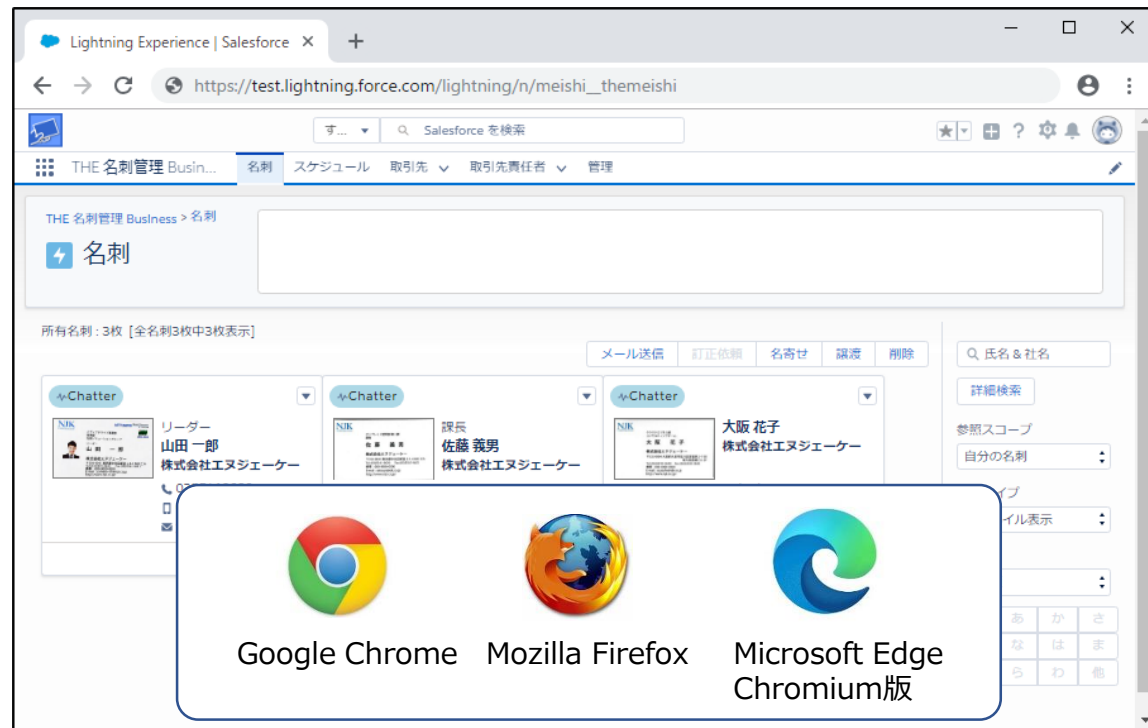 Lightning Experience | Salesforce
https://test.lightning.force.com/lightning/n/meishi__themeishi
す...
Salesforce を検索
THE 名刺管理 Busin...
名刺
スケジュール
取引先
取引先責任者
管理
THE 名刺管理 Business > 名刺
名刺
所有名刺 : 3枚 [全名刺3枚中3枚表示]
メール送信
訂正依頼
名寄せ
譲渡
削除
氏名 & 社名
詳細検索
参照スコープ
自分の名刺
イプ
イル表示
Chatter
NJK
リーダー
山田 一郎
株式会社エヌジェーケー
Chatter
NJK
課長
佐藤 義男
株式会社エヌジェーケー
Chatter
NJK
大阪 花子
株式会社エヌジェーケー
あ か さ
な は ま
ら わ 他
Google Chrome
Mozilla Firefox
Microsoft Edge
Chromium版